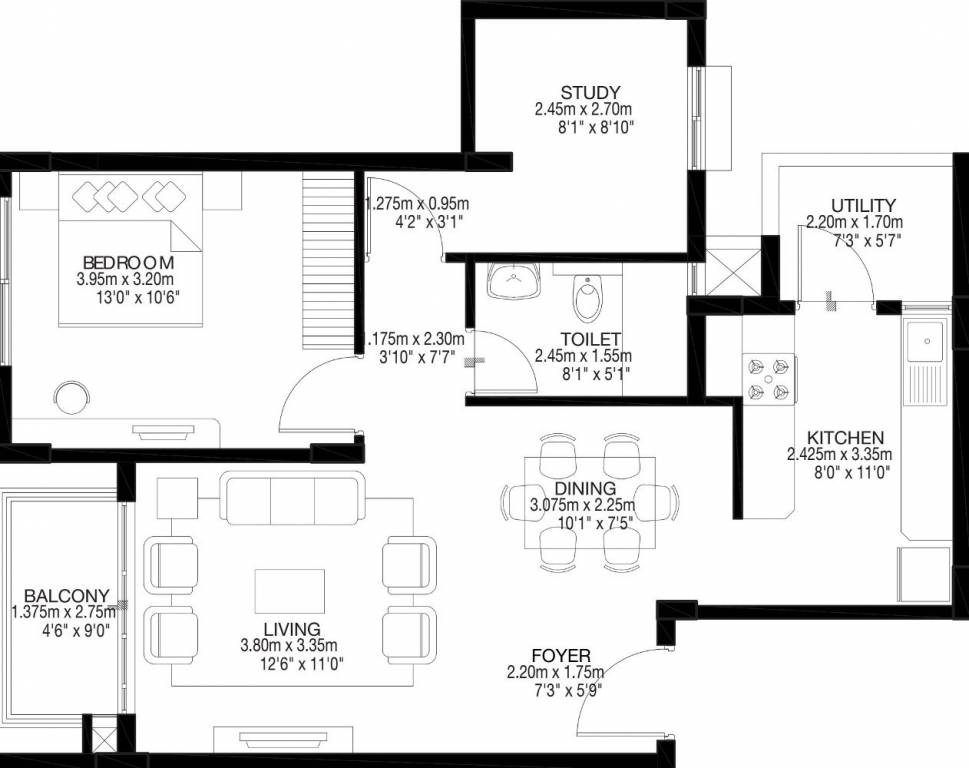 STUDY
2.45m x 2.70m
8'1" x 8'10"
1.275m x 0.95m
4'2" x 3'1"
UTILITY
2.20m x 1.70m
7'3" x 5'7"
BEDROOM
3.95m x 3.20m
13'0" x 10'6"
1.175m x 2.30m
3'10" x 7'7"
TOILET
2.45m x 1.55m
8'1" x 5'1"
KITCHEN
2.425m x 3.35m
8'0" x 11'0"
DINING
3.075m x 2.25m
10'1" x 7'5"
BALCONY
1.375m x 2.75m
4'6" x 9'0"
LIVING
3.80m x 3.35m
12'6" x 11'0"
FOYER
2.20m x 1.75m
7'3" x 5'9"